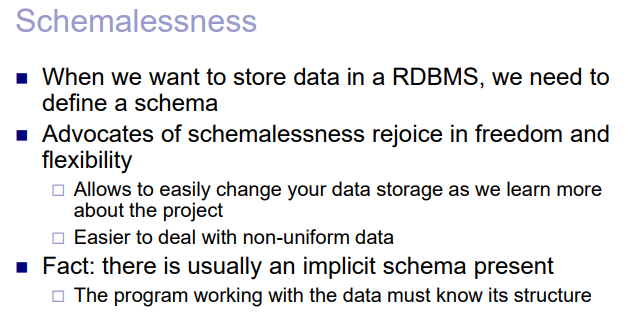 Schemalessness
When we want to store data in a RDBMS, we need to
define a schema
Advocates of schemalessness rejoice in freedom and
flexibility
Allows to easily change your data storage as we learn more
about the project
Easier to deal with non-uniform data
Fact: there is usually an implicit schema present
The program working with the data must know its structure